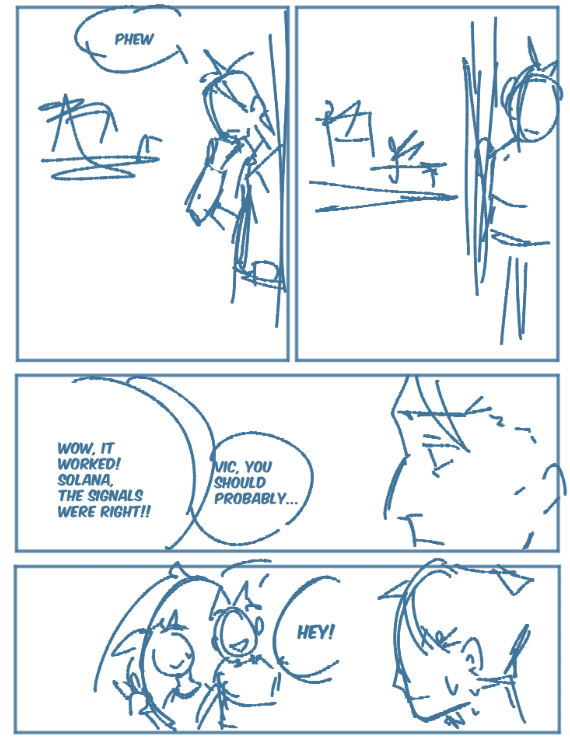 PHEW
WOW, IT
WORKED!
SOLANA,
THE SIGNALS
WERE RIGHT!!
VIC, YOU
SHOULD
PROBABLY...
HEY!